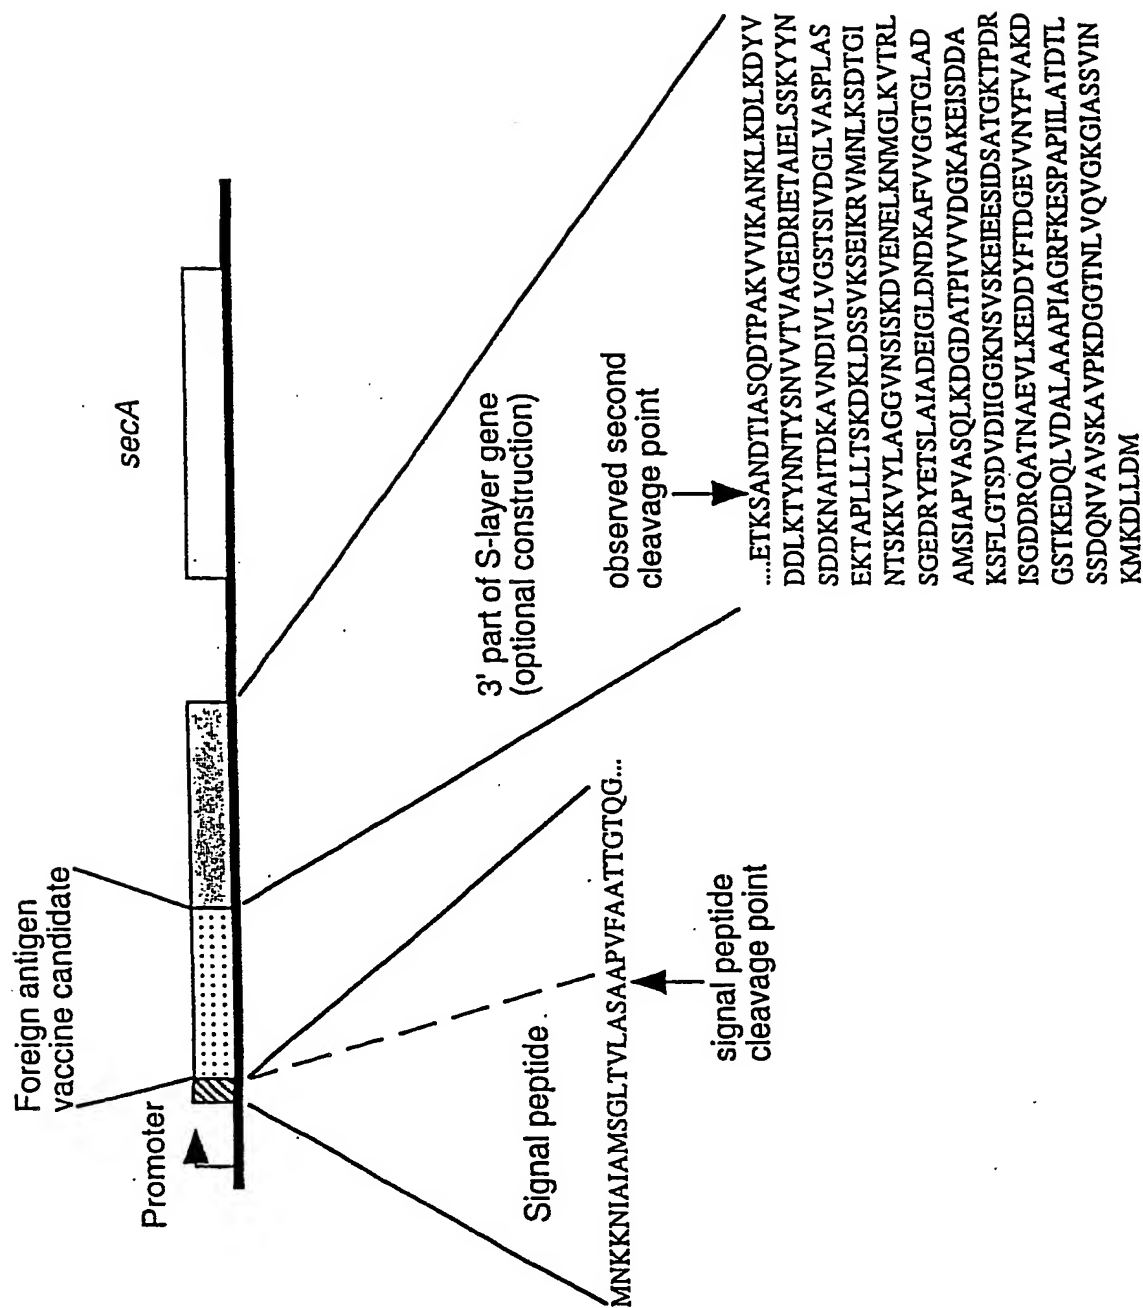 Foreign antigen
vaccine candidate
Promoter
secA
3' part of S-layer gene
(optional construction)
Signal peptide
MNKKNIAIAMSGLTVLASAAPVFAATTGTQG...
signal peptide
cleavage point
observed second
cleavage point
....ETKSANDTIASQDTPAKVVIKANKLKDLKDYV
DDLKTYNNTYSNVVTVAGEDRIETAIELSSKYYN
SDDKNAITDKAVNDIVLVGSTSIVDGLVASPLAS
EKTAPLLLTSKDKLDSSVKSEIKRVMNLKSDTGI
NTSKKVYLAGGVNSISKDVENELKNMGLKVTRL
SGEDRYETSLAIADEIGLDNDKAFVVGGTGLAD
AMSIAPVASQLKDGDATPIVVVDGKAKEISDDA
KSFLGTSDVDIIGGKNSVSKEIEESIDSATGKTPDR
ISGDDRQATNAEVLKEDDYFTDGEVVNYFVAKD
GSTKEDQLVDALAAAPIAGRFKESPAPIILATDTL
SSDQNVAVSKAVPKDGGTNLVQVGKGIASSVIN
KMKDLLDM